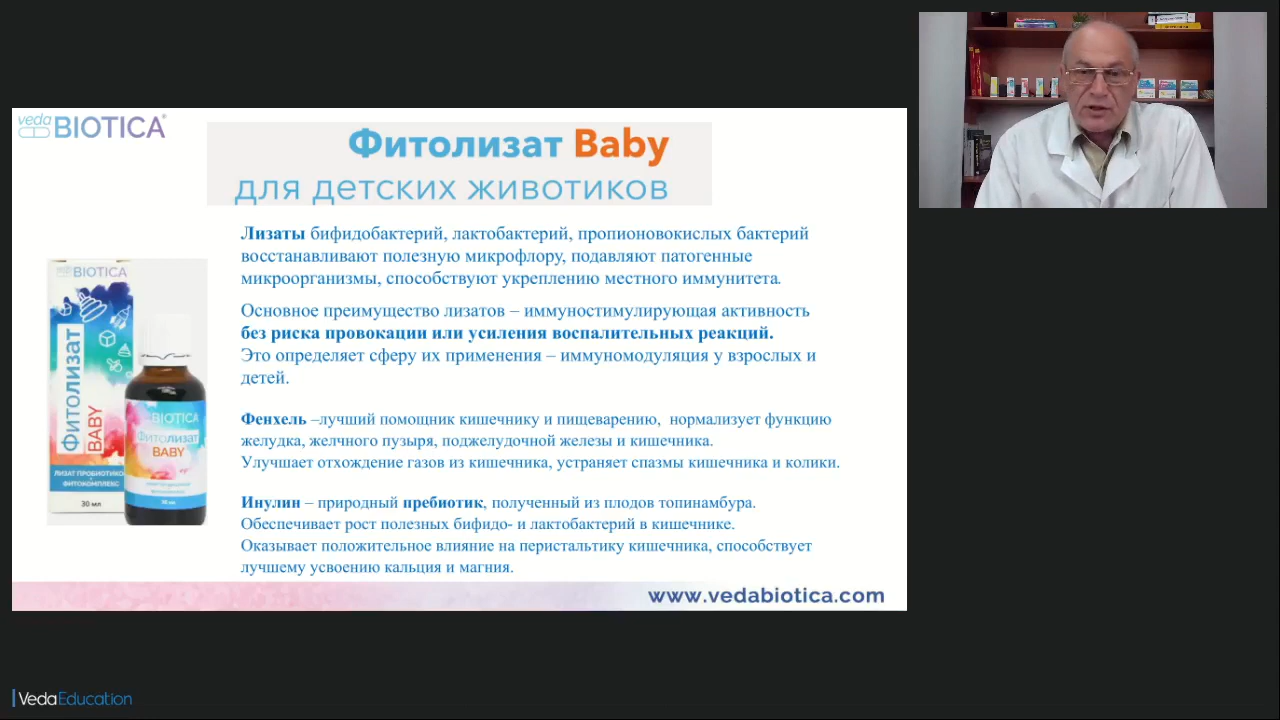 veda
BIOTICA
Фитолизат Baby
для детских животиков
Лизаты бифидобактерий, лактобактерий, пропионовокислых бактерий
восстанавливают полезную микрофлору, подавляют патогенные
микроорганизмы, способствуют укреплению местного иммунитета.
Основное преимущество лизатов – иммуностимулирующая активность
без риска провокации или усиления воспалительных реакций.
Это определяет сферу их применения – иммуномодуляция у взрослых и
детей.
Фенхель –лучший помощник кишечнику и пищеварению, нормализует функцию
желудка, желчного пузыря, поджелудочной железы и кишечника.
Улучшает отхождение газов из кишечника, устраняет спазмы кишечника и колики.
Инулин – природный пребиотик, полученный из плодов топинамбура.
Обеспечивает рост полезных бифидо- и лактобактерий в кишечнике.
Оказывает положительное влияние на перистальтику кишечника, способствует
лучшему усвоению кальция и магния.
BIOTICA
Фитолизат
BABY
ЛИЗАТ ПРОБИОТИКОВ
ФИТОКОМПЛЕКС
30 мл
BIOTICA
Фитолизат
BABY
www.vedabiotica.com
VedaEducation